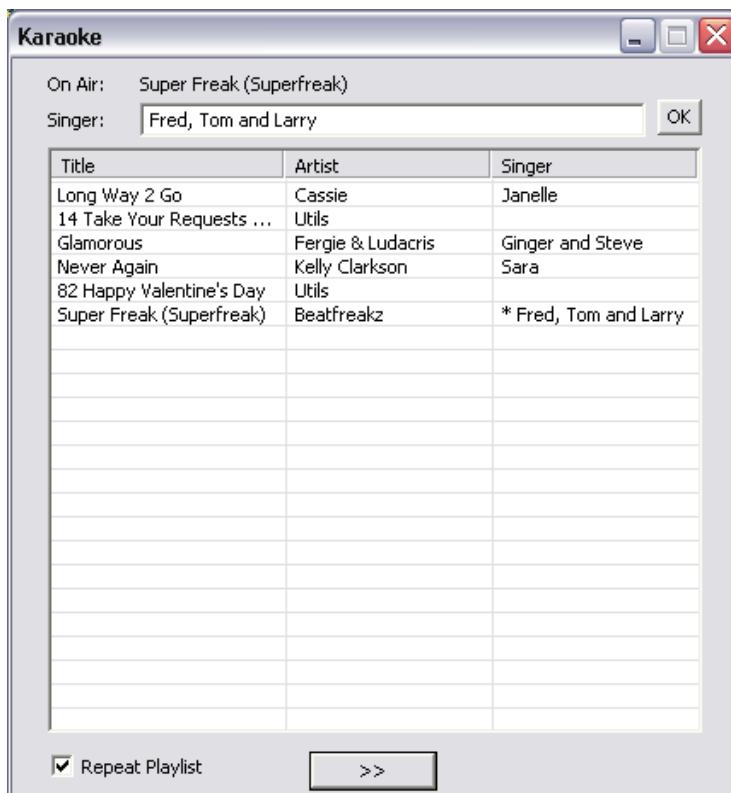 Karaoke
On Air: Super Freak (Superfreak)
Singer: Fred, Tom and Larry OK
Title Artist Singer
Long Way 2 Go Cassie Janelle
14 Take Your Requests ... Utils
Glamorous Fergie & Ludacris Ginger and Steve
Never Again Kelly Clarkson Sara
82 Happy Valentine's Day Utils
Super Freak (Superfreak) Beatfreakz * Fred, Tom and Larry
Repeat Playlist >>